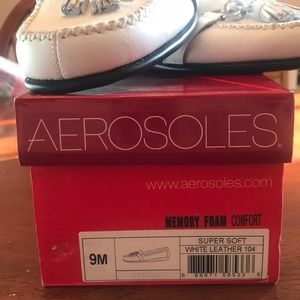 AEROSOLES
www.aerosoles.com
MEMORY FOAM COMFORT
9M
SUPER SOFT
WHITE LEATHER 104